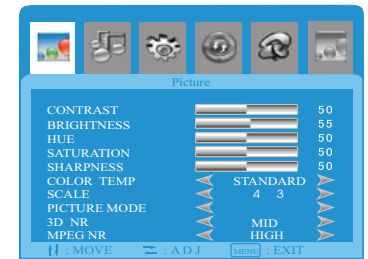 Picture
CONTRAST 50
BRIGHTNESS 55
HUE 50
SATURATION 50
SHARPNESS 50
COLOR TEMP STANDARD
SCALE 4 3
PICTURE MODE
3D NR MID
MPEG NR HIGH
: MOVE : ADJ MENU : EXIT